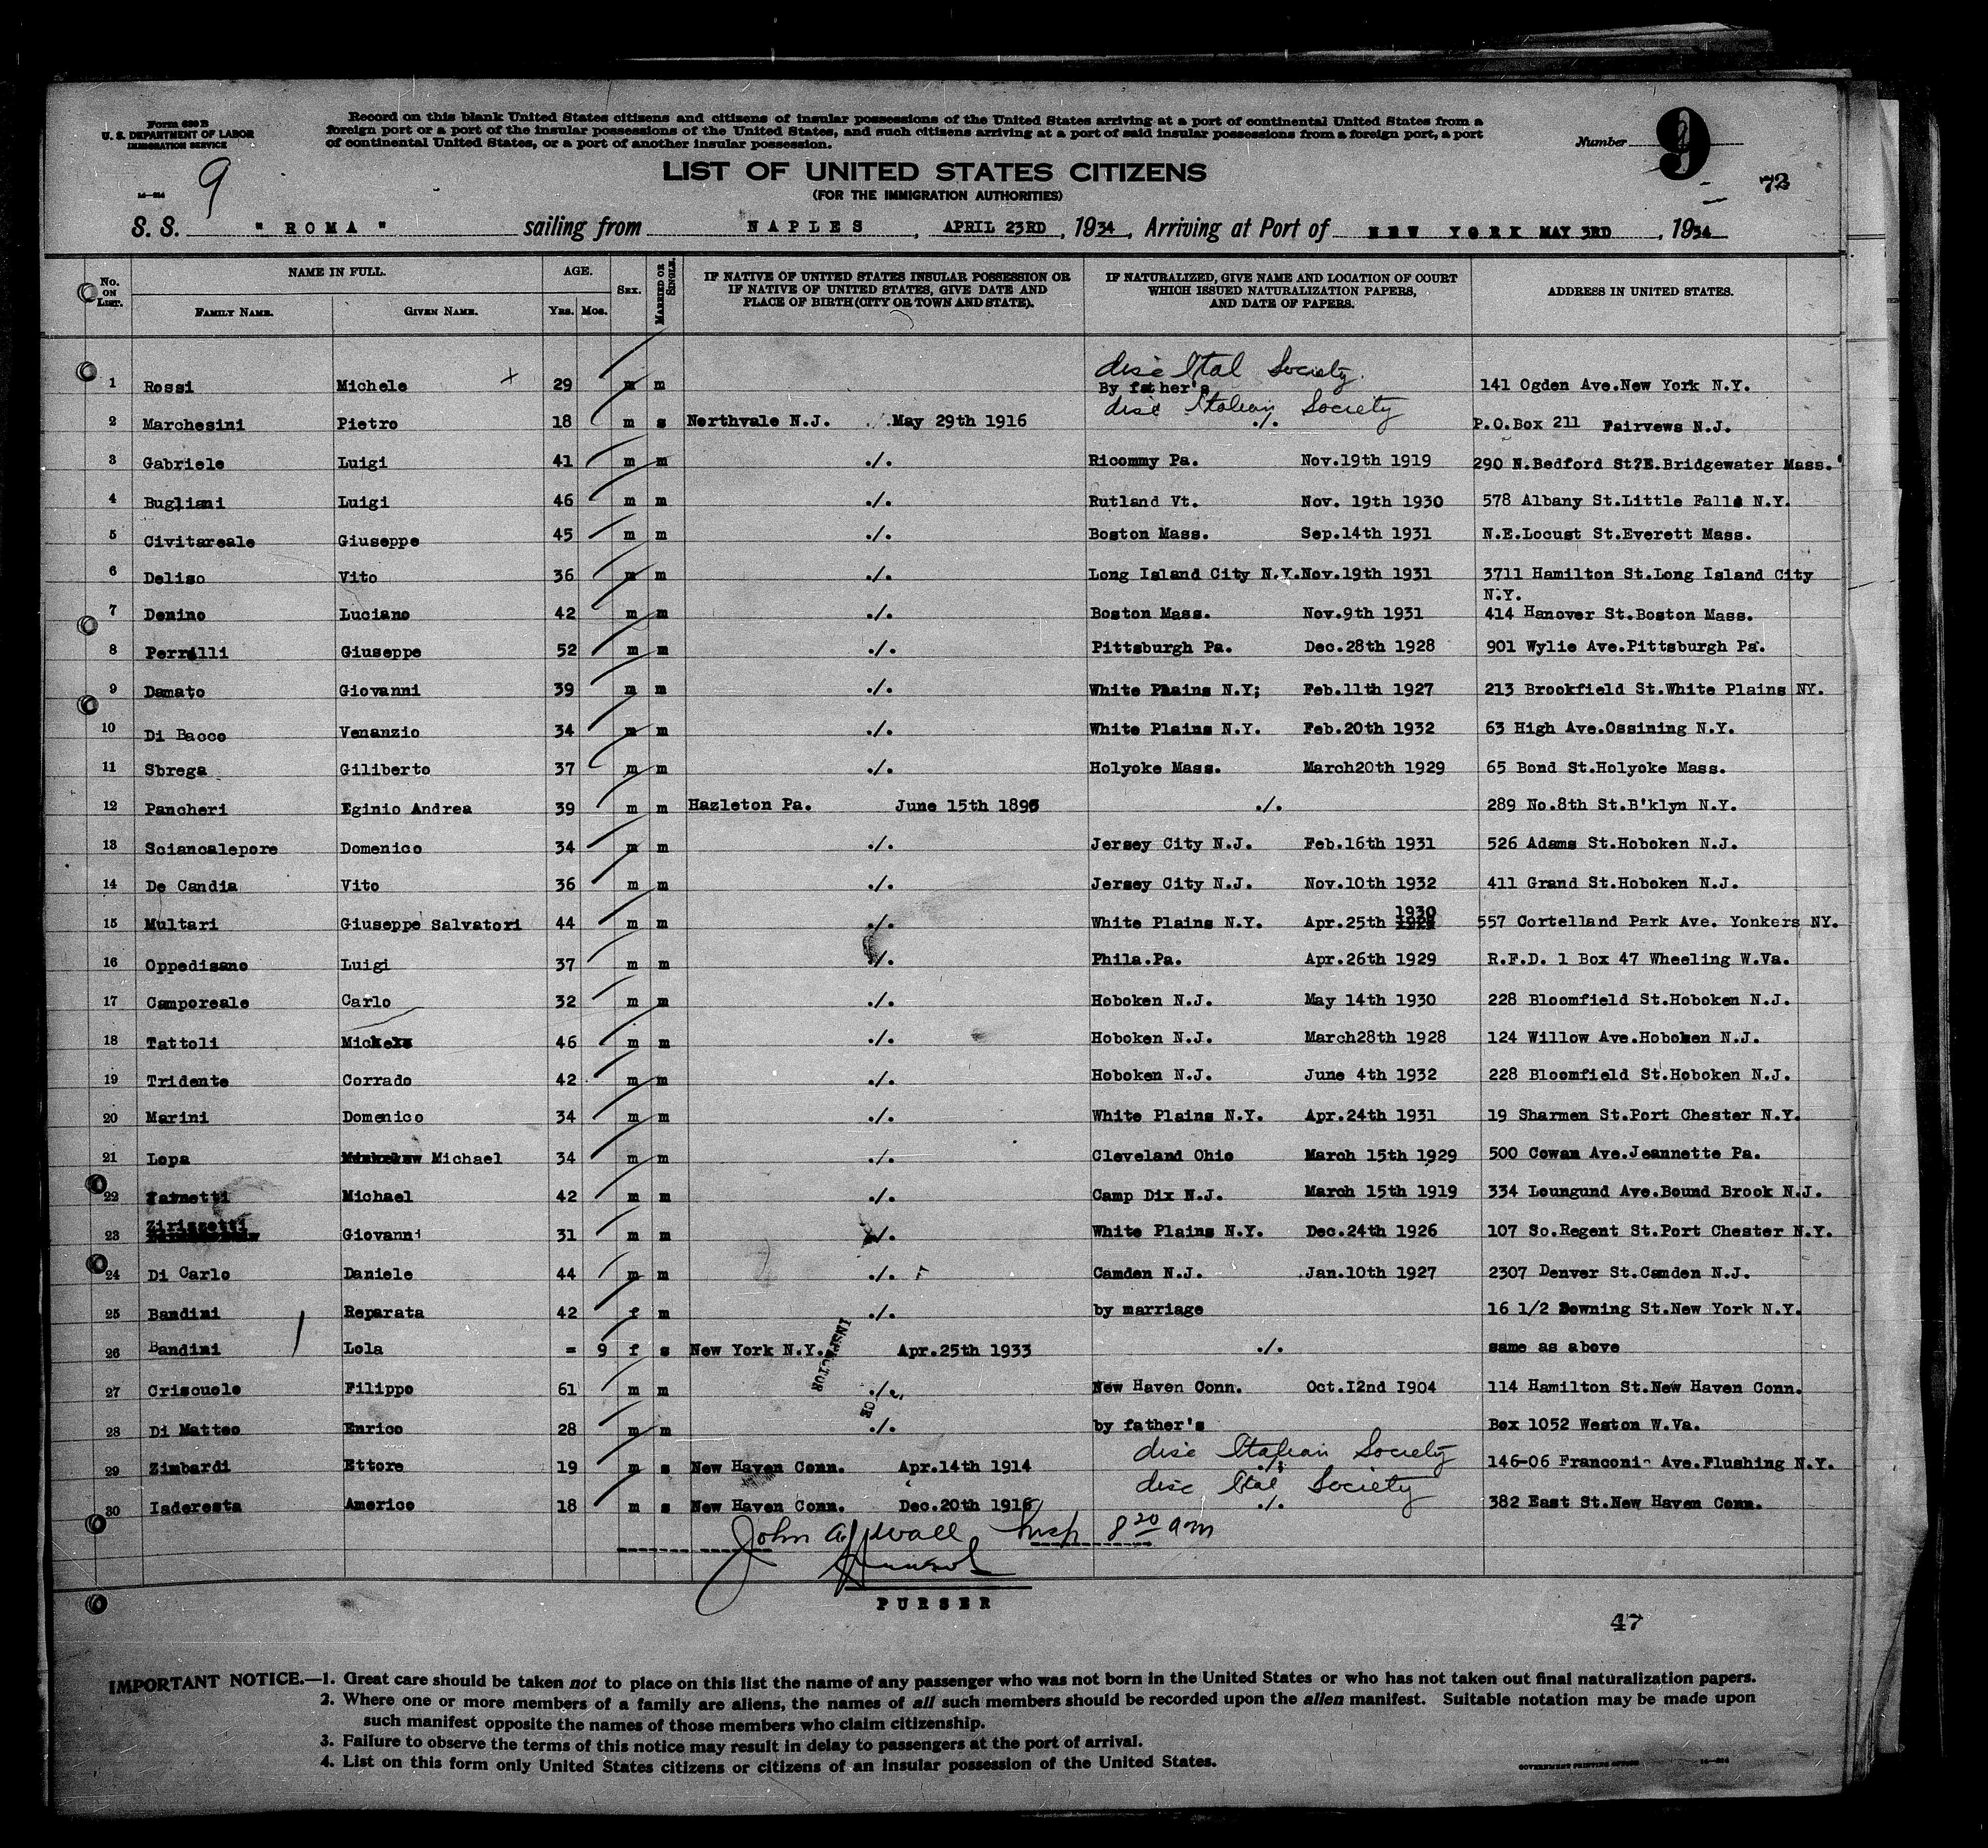 Form 630 B
U. S. DEPARTMENT OF LABOR
IMMIGRATION SERVICE
Record on this blank United States citizens and citizens of insular possessions of the United States arriving at a port of continental United States from a
foreign port or a port of the insular possessions of the United States, and such citizens arriving at a port of said insular possessions from a foreign port, a port
of continental United States, or a port of another insular possession.
Number 9
72
9
LIST OF UNITED STATES CITIZENS
(FOR THE IMMIGRATION AUTHORITIES)
S. S. "ROMA" sailing from NAPLES, APRIL 23RD, 1934, Arriving at Port of NEW YORK MAY 3RD, 1934
No. ON LIST. NAME IN FULL. AGE. SEX. MARRIED OR SINGLE. IF NATIVE OF UNITED STATES INSULAR POSSESSION OR IF NATIVE OF UNITED STATES, GIVE DATE AND PLACE OF BIRTH (CITY OR TOWN AND STATE). IF NATURALIZED, GIVE NAME AND LOCATION OF COURT WHICH ISSUED NATURALIZATION PAPERS, AND DATE OF PAPERS. ADDRESS IN UNITED STATES.
FAMILY NAME. GIVEN NAME. YRS. MOS.
disc Ital Society.
1 Rossi Michele x 29 m m By father's 141 Ogden Ave.New York N.Y.
disc Italian Society
2 Marchesini Pietro 18 m s Northvale N.J. May 29th 1916 ./. P.O.Box 211 Fairvews N.J.
3 Gabriele Luigi 41 m m ./. Ricommy Pa. Nov.19th 1919 290 N.Bedford St?E.Bridgewater Mass.
4 Bugliani Luigi 46 m m ./. Rutland Vt. Nov. 19th 1930 578 Albany St.Little Falls N.Y.
5 Civitareale Giuseppe 45 m m ./. Boston Mass. Sep.14th 1931 N.E.Locust St.Everett Mass.
6 Deliso Vito 36 m m ./. Long Island City N.Y.Nov.19th 1931 3711 Hamilton St.Long Island City
N.Y.
7 Denino Luciano 42 m m ./. Boston Mass. Nov.9th 1931 414 Hanover St.Boston Mass.
8 Perrilli Giuseppe 52 m m ./. Pittsburgh Pa. Dec.28th 1928 901 Wylie Ave.Pittsburgh Pa.
9 Damato Giovanni 39 m m ./. White Plains N.Y; Feb.11th 1927 213 Brookfield St.White Plains NY.
10 Di Bacco Venanzio 34 m m ./. White Plains N.Y. Feb.20th 1932 63 High Ave.Ossining N.Y.
11 Sbrega Giliberto 37 m m ./. Holyoke Mass. March20th 1929 65 Bond St.Holyoke Mass.
12 Pancheri Eginio Andrea 39 m m Hazleton Pa. June 15th 1895 ./. 289 No.8th St.B'klyn N.Y.
13 Sciancalepore Domenico 34 m m ./. Jersey City N.J. Feb.16th 1931 526 Adams St.Hoboken N.J.
14 De Candia Vito 36 m m ./. Jersey City N.J. Nov.10th 1932 411 Grand St.Hoboken N.J.
15 Multari Giuseppe Salvatori 44 m m ./. White Plains N.Y. Apr.25th 1930 557 Cortelland Park Ave. Yonkers NY.
16 Oppedisano Luigi 37 m m ./. Phila.Pa. Apr.26th 1929 R.F.D. 1 Box 47 Wheeling W.Va.
17 Camporeale Carlo 32 m m ./. Hoboken N.J. May 14th 1930 228 Bloomfield St.Hoboken N.J.
18 Tattoli 46 m m ./. Hoboken N.J. March28th 1928 124 Willow Ave.Hoboken N.J.
19 Tridente Corrado 42 m m ./. Hoboken N.J. June 4th 1932 228 Bloomfield St.Hoboken N.J.
20 Marini Domenico 34 m m ./. White Plains N.Y. Apr.24th 1931 19 Sharmen St.Port Chester N.Y.
21 Lopa Michael 34 m m ./. Cleveland Ohio March 15th 1929 500 Cowan Ave.Jeannette Pa.
22 Michael 42 m m ./. Camp Dix N.J. March 15th 1919 334 Loungund Ave.Bound Brook N.J.
23 Zirizzetti Giovanni 31 m m ./. White Plains N.Y. Dec.24th 1926 107 So.Regent St.Port Chester N.Y.
24 Di Carlo Daniele 44 m m ./. Camden N.J. Jan.10th 1927 2307 Denver St.Camden N.J.
25 Bandini Reparata 42 f m ./. by marriage 16 1/2 Downing St.New York N.Y.
26 Bandini Lola = 9 f s New York N.Y. Apr.25th 1933 ./. same as above
INSPECTOR
27 Criscuolo Filippo 61 m m ./. New Haven Conn. Oct.I2nd I904 114 Hamilton St.New Haven Conn.
28 Di Matteo Enrico 28 m m ./. by father's Box 1052 Weston W.Va.
disc Italian Society
29 Zimbardi Ettore 19 m s New Haven Conn. Apr.14th 1914 ./. 146-06 Franconi Ave.Flushing N.Y.
disc Ital Society
30 Iaderesta Americo 18 m s New Haven Conn. Dec.20th 1916 ./. 382 East St.New Haven Conn.
John A. Wall Insp 8 20 am
PURSER
47
IMPORTANT NOTICE.—1. Great care should be taken not to place on this list the name of any passenger who was not born in the United States or who has not taken out final naturalization papers.
2. Where one or more members of a family are aliens, the names of all such members should be recorded upon the alien manifest. Suitable notation may be made upon
such manifest opposite the names of those members who claim citizenship.
3. Failure to observe the terms of this notice may result in delay to passengers at the port of arrival.
4. List on this form only United States citizens or citizens of an insular possession of the United States.
GOVERNMENT PRINTING OFFICE